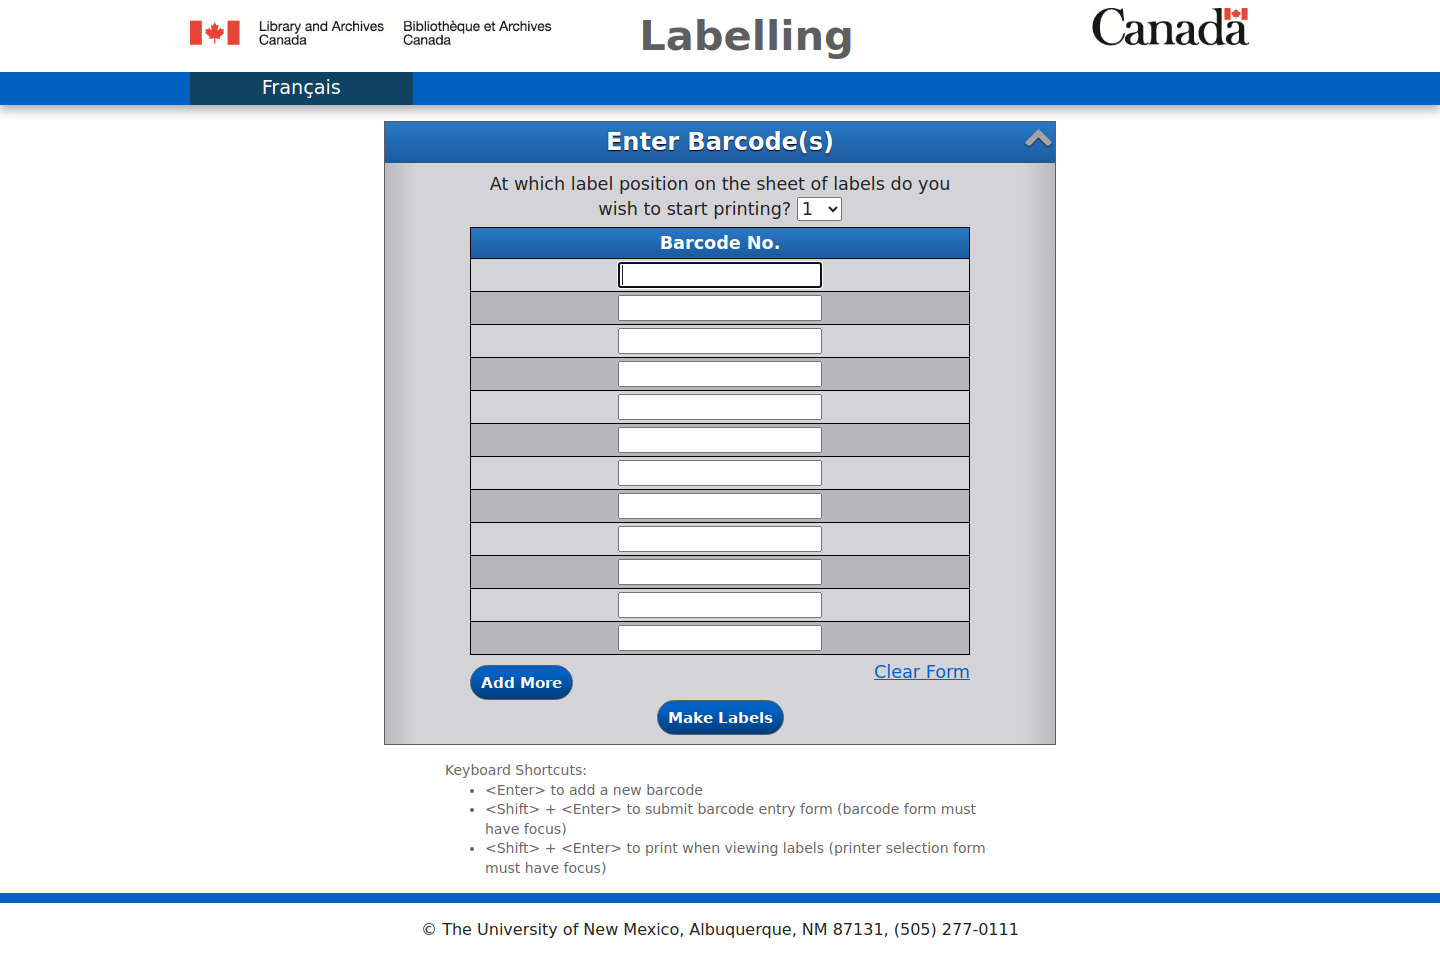 Library and Archives Canada
Bibliothèque et Archives Canada
Labelling
Canada
Français
Enter Barcode(s)
At which label position on the sheet of labels do you
wish to start printing? 1
Barcode No.
Add More
Clear Form
Make Labels
Keyboard Shortcuts:
• <Enter> to add a new barcode
• <Shift> + <Enter> to submit barcode entry form (barcode form must
have focus)
• <Shift> + <Enter> to print when viewing labels (printer selection form
must have focus)
© The University of New Mexico, Albuquerque, NM 87131, (505) 277-0111